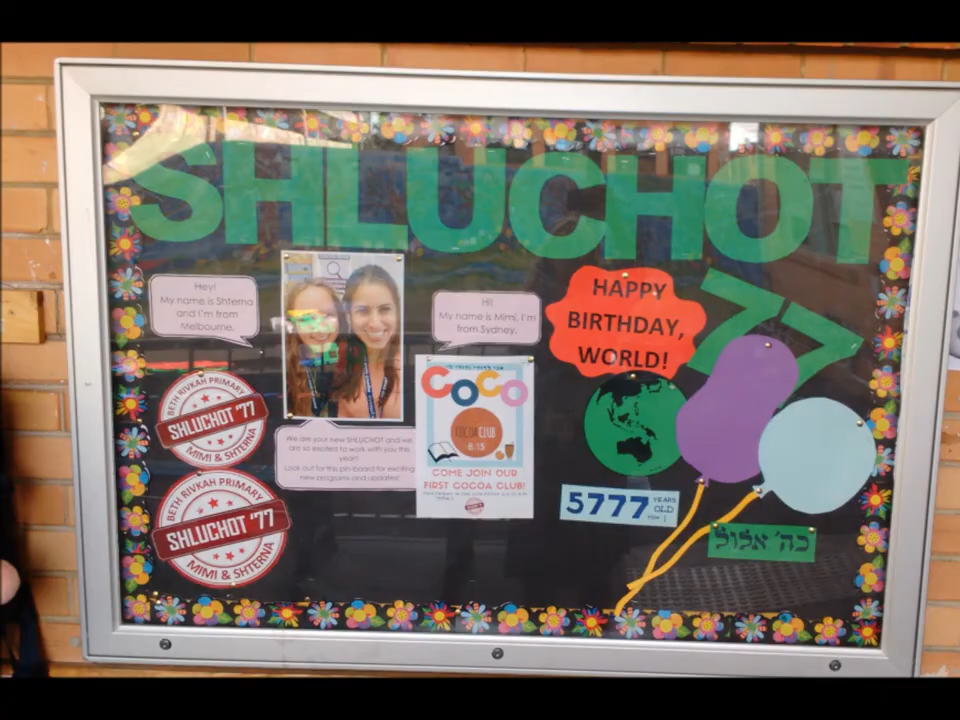 SHLUCHOT
77
Hey!
My name is Shterna
and I'm from
Melbourne.
Hi!
My name is Mimi, I'm
from Sydney.
HAPPY
BIRTHDAY,
WORLD!
BETH RIVKAH PRIMARY
SHLUCHOT '77
MIMI & SHTERNA
BETH RIVKAH PRIMARY
SHLUCHOT '77
MIMI & SHTERNA
We are your new SHLUCHOT and we
are so excited to work with you this
year!
Look out for this pin-board for exciting
new programs and updates!
COCO
COCOA CLUB
8:15
COME JOIN OUR
FIRST COCOA CLUB!
5777 YEARS
OLD
כה' אלול